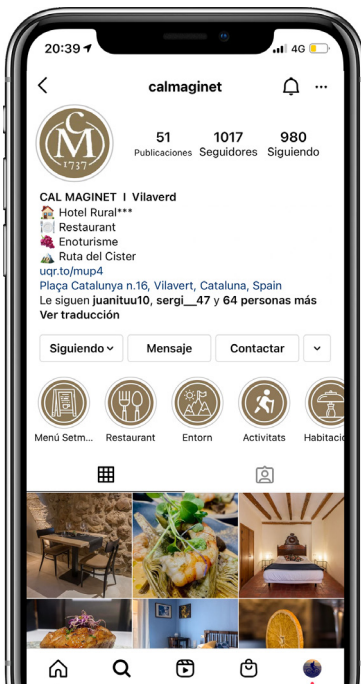 20:39
4G
calmaginet
C
M
1737
51 1017 980
Publicaciones Seguidores Siguiendo
CAL MAGINET I Vilaverd
Hotel Rural***
Restaurant
Enoturisme
Ruta del Cister
uqr.to/mup4
Plaça Catalunya n.16, Vilavert, Cataluna, Spain
Le siguen juanituu10, sergi__47 y 64 personas más
Ver traducción
Siguiendo Mensaje Contactar
Menú Setm... Restaurant Entorn Activitats Habitacio